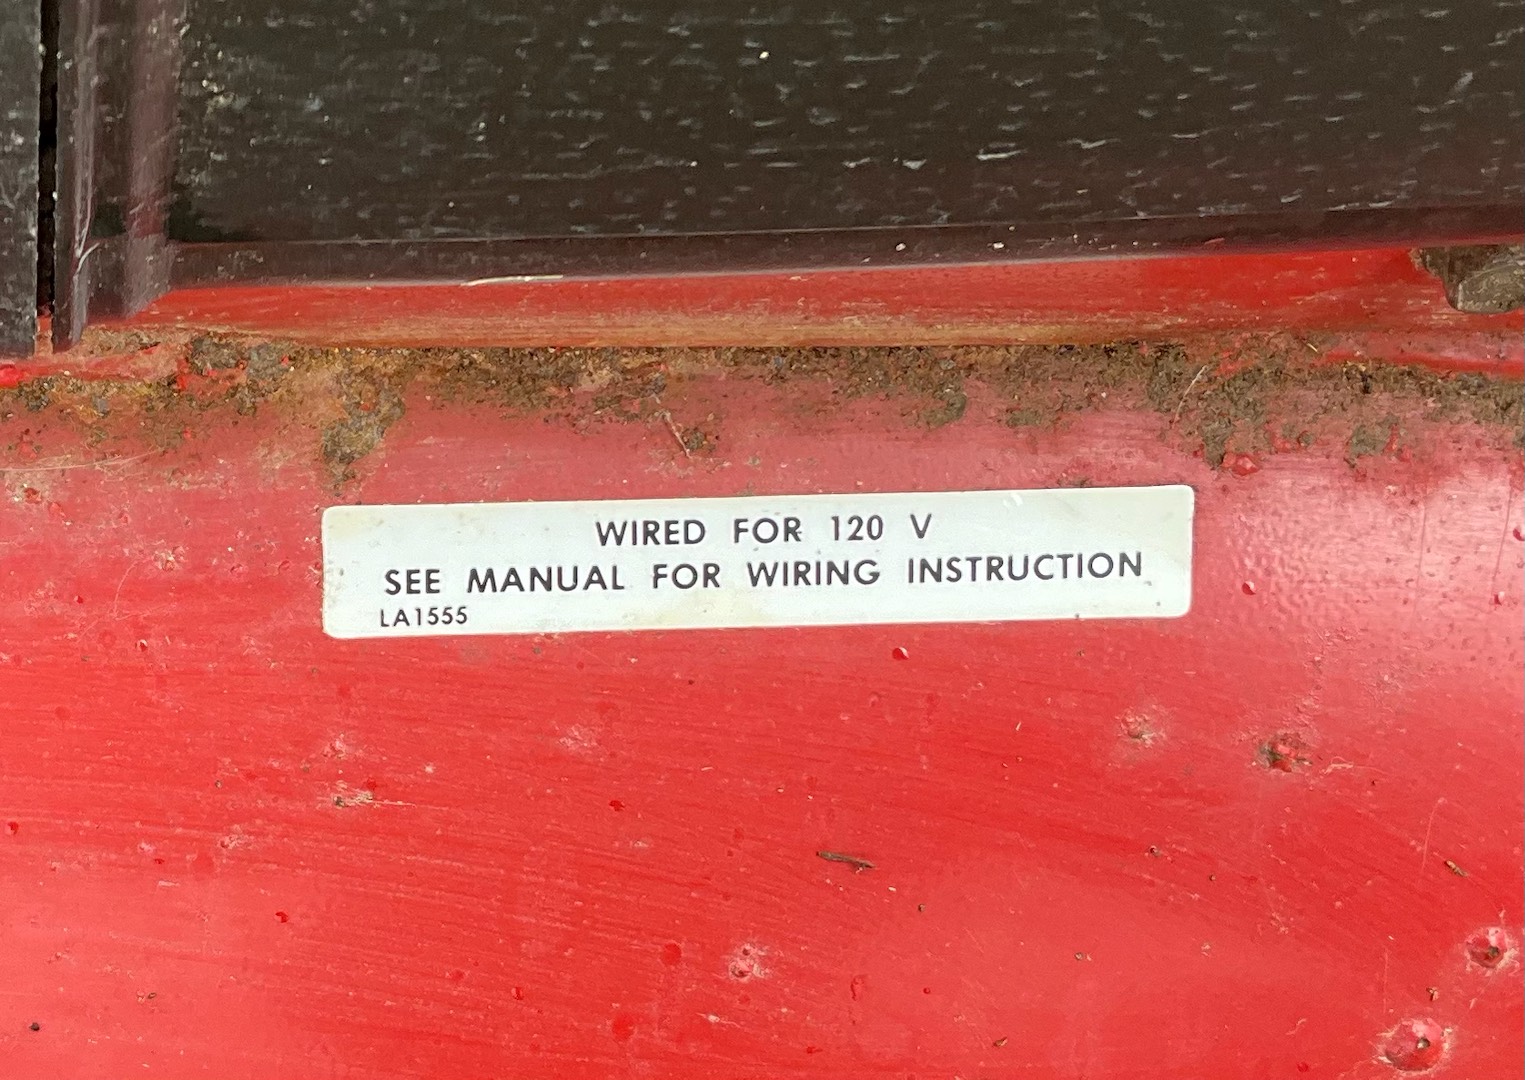 WIRED FOR 120 V
SEE MANUAL FOR WIRING INSTRUCTION
LA1555